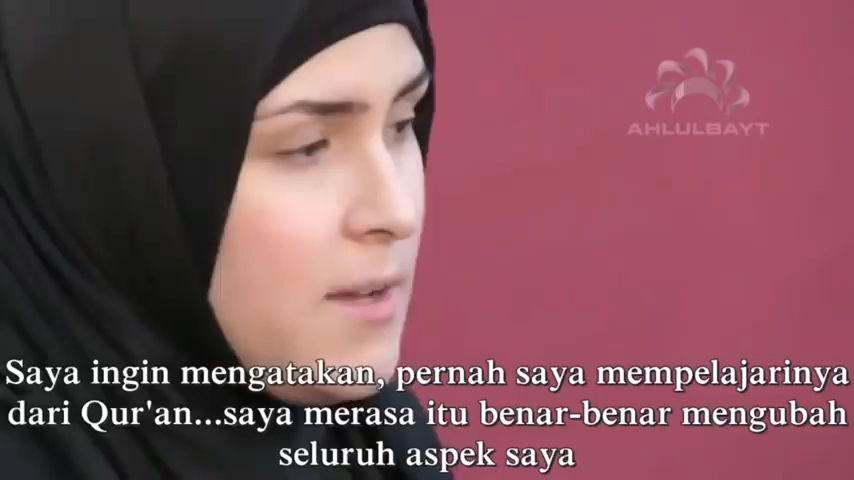 AHLULBAYT
Saya ingin mengatakan, pernah saya mempelajarinya
dari Qur'an...saya merasa itu benar-benar mengubah
seluruh aspek saya